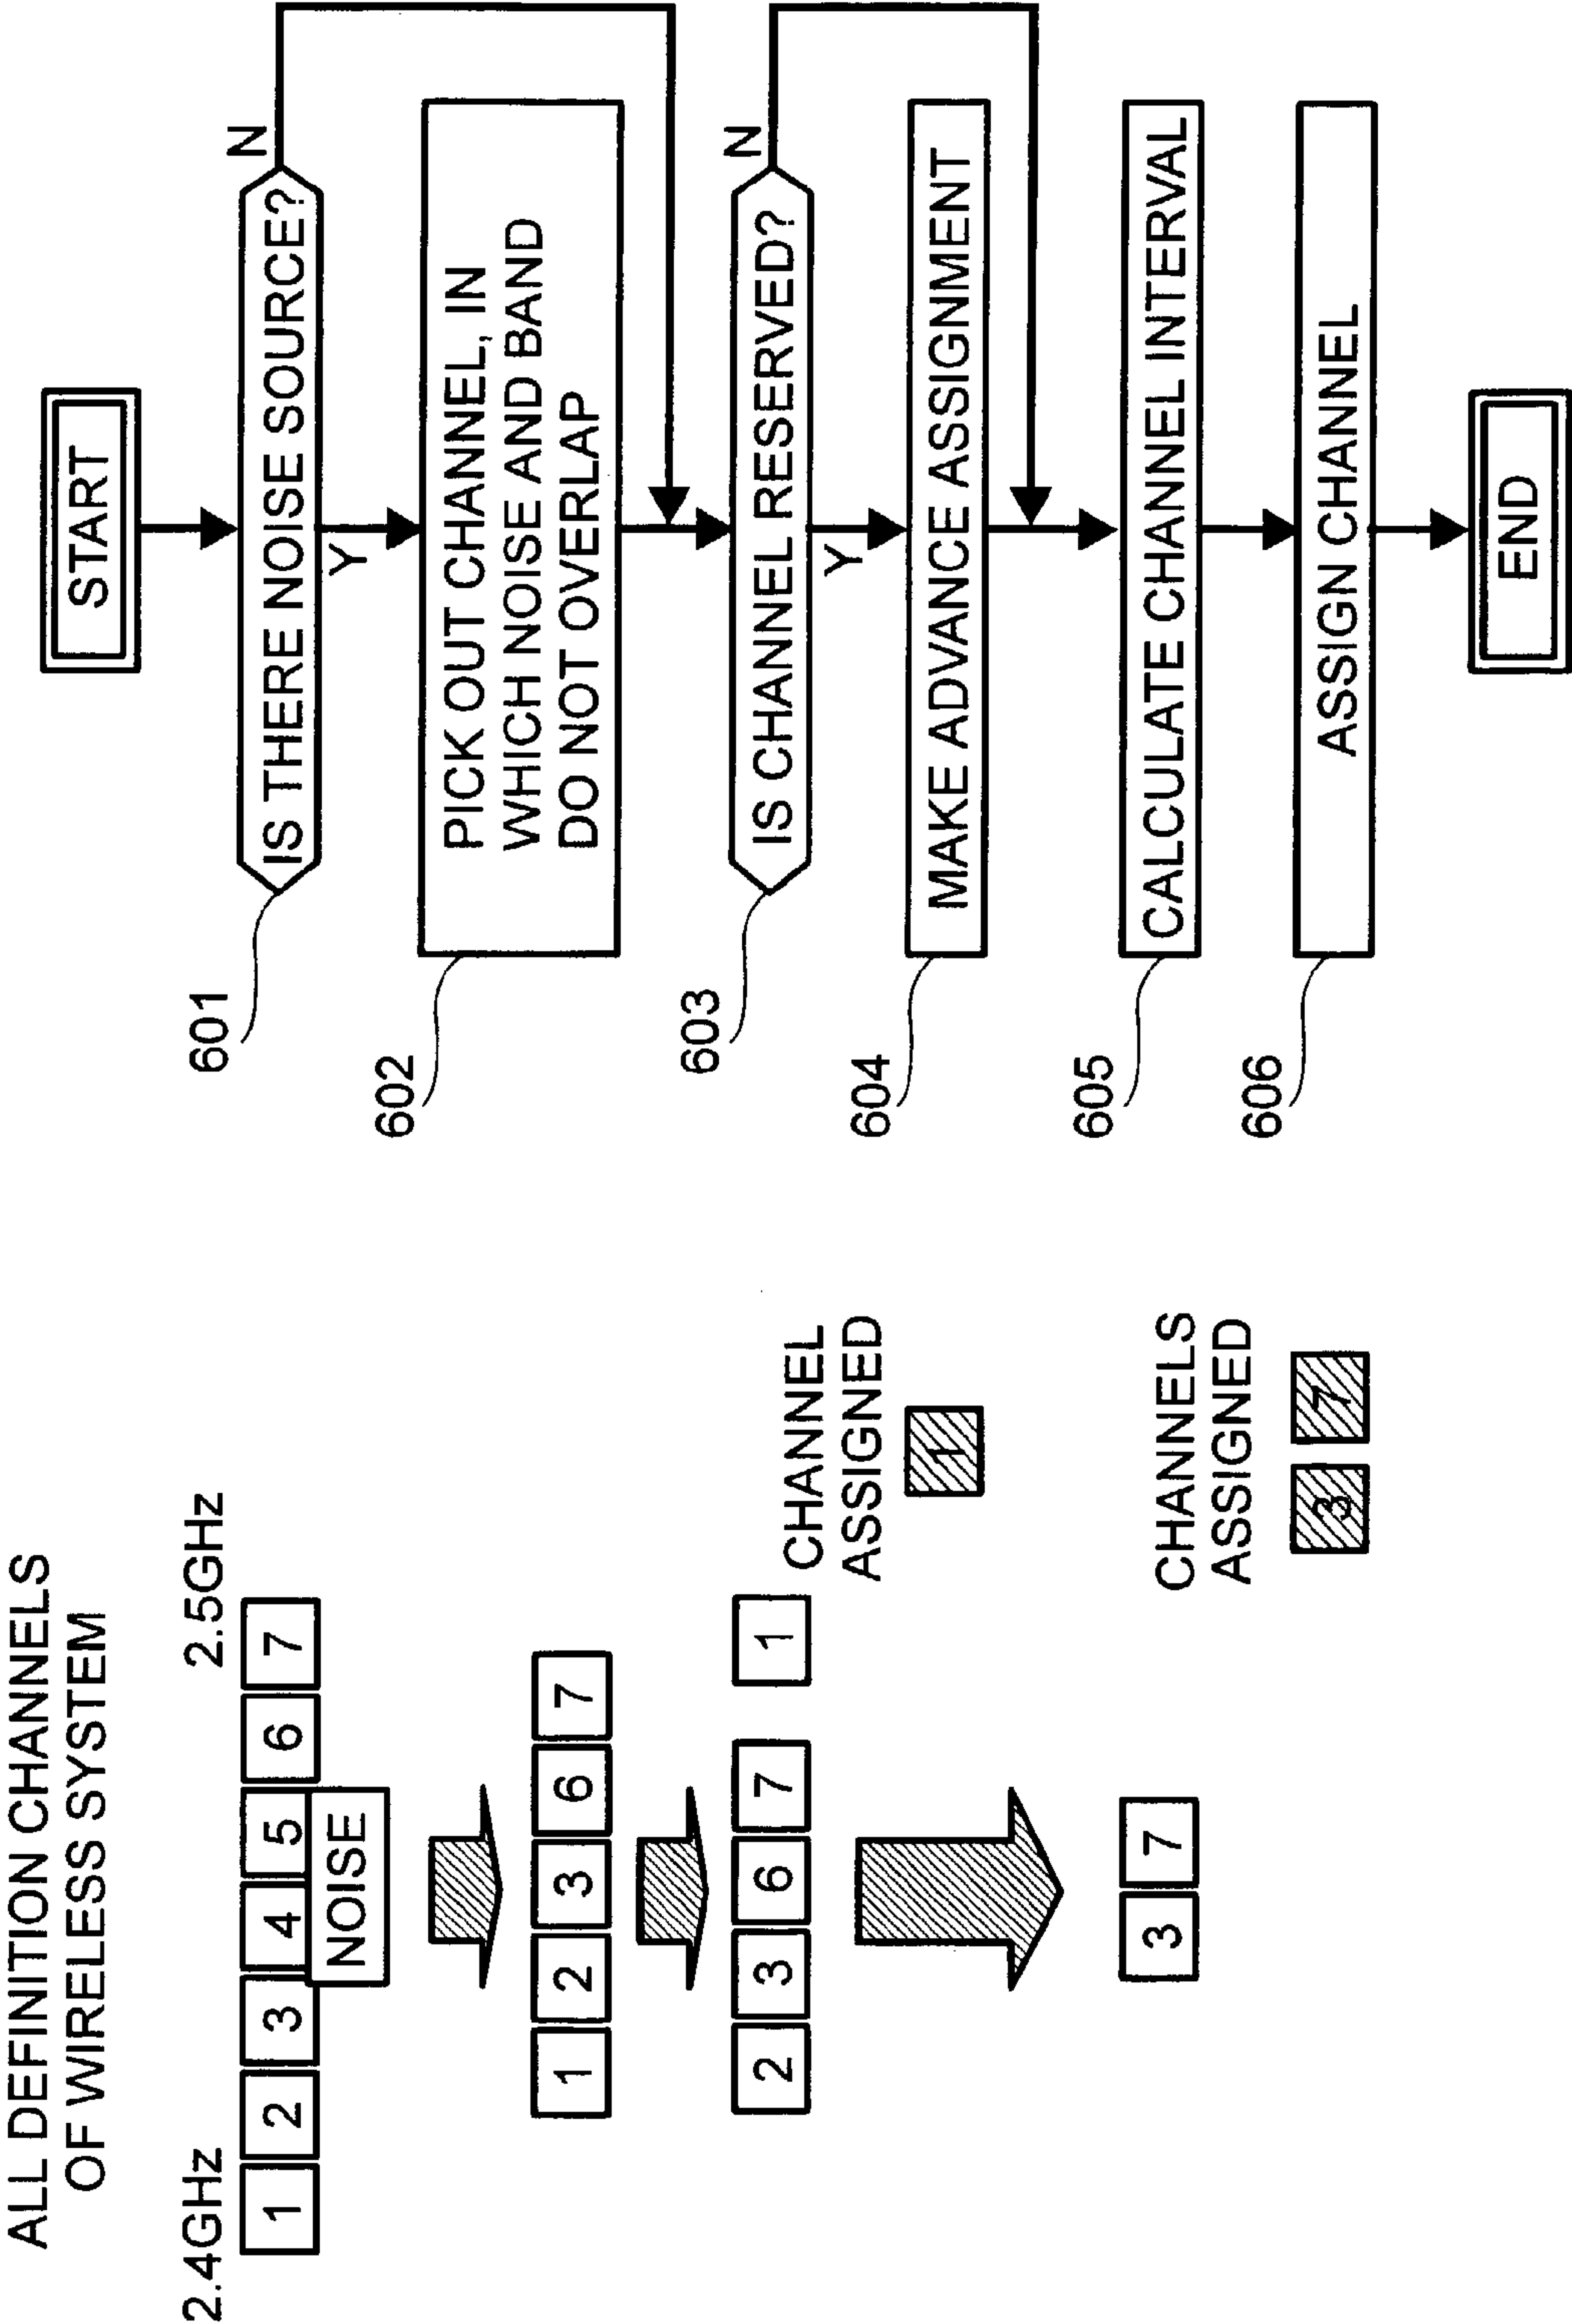 ALL DEFINITION CHANNELS
OF WIRELESS SYSTEM
2.4GHz
2.5GHz
1 2 3 4 5 6 7
NOISE
1 2 3 6 7
2 3 6 7 1
CHANNEL
ASSIGNED
1
3 7
CHANNELS
ASSIGNED
3 7
START
601
IS THERE NOISE SOURCE?
N
Y
602
PICK OUT CHANNEL, IN
WHICH NOISE AND BAND
DO NOT OVERLAP
603
IS CHANNEL RESERVED?
N
Y
604
MAKE ADVANCE ASSIGNMENT
605
CALCULATE CHANNEL INTERVAL
606
ASSIGN CHANNEL
END